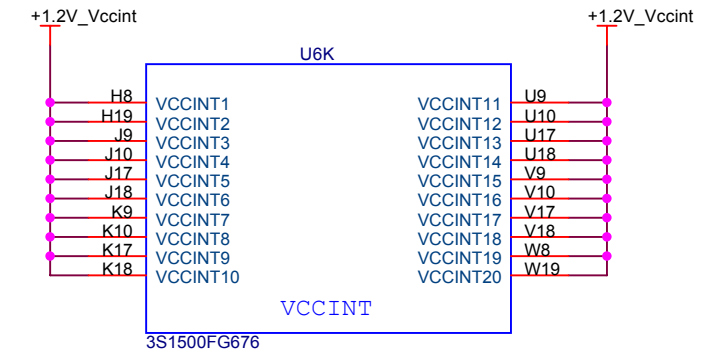 +1.2V_Vccint +1.2V_Vccint
U6K
H8 VCCINT1 VCCINT11 U9
H19 VCCINT2 VCCINT12 U10
J9 VCCINT3 VCCINT13 U17
J10 VCCINT4 VCCINT14 U18
J17 VCCINT5 VCCINT15 V9
J18 VCCINT6 VCCINT16 V10
K9 VCCINT7 VCCINT17 V17
K10 VCCINT8 VCCINT18 V18
K17 VCCINT9 VCCINT19 W8
K18 VCCINT10 VCCINT20 W19
VCCINT
3S1500FG676